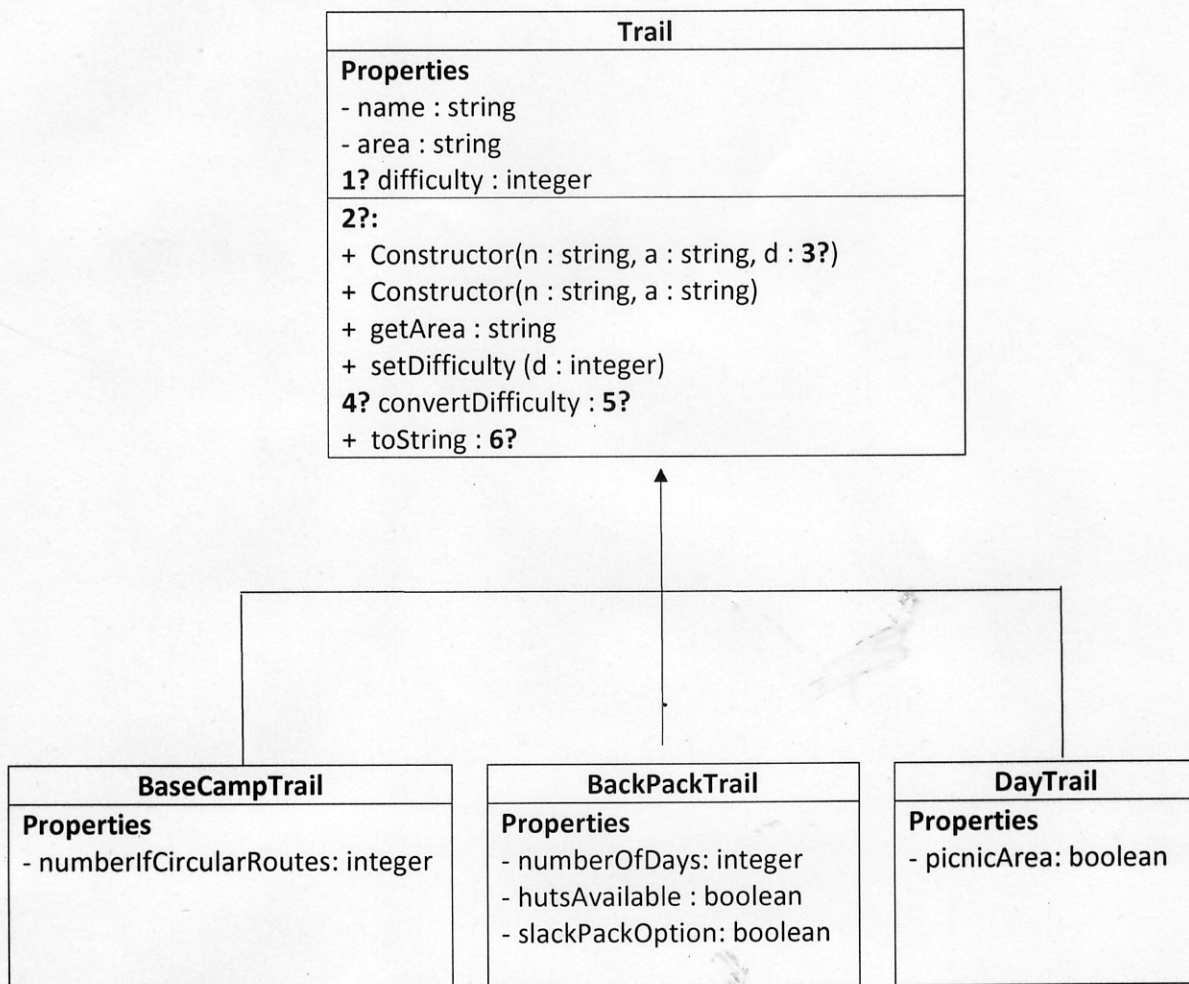 Trail
Properties
- name : string
- area : string
1? difficulty : integer
2?:
+ Constructor(n : string, a : string, d : 3?)
+ Constructor(n : string, a : string)
+ getArea : string
+ setDifficulty (d : integer)
4? convertDifficulty : 5?
+ toString : 6?
BaseCampTrail
Properties
- numberIfCircularRoutes: integer
BackPackTrail
Properties
- numberOfDays: integer
- hutsAvailable : boolean
- slackPackOption: boolean
DayTrail
Properties
- picnicArea: boolean